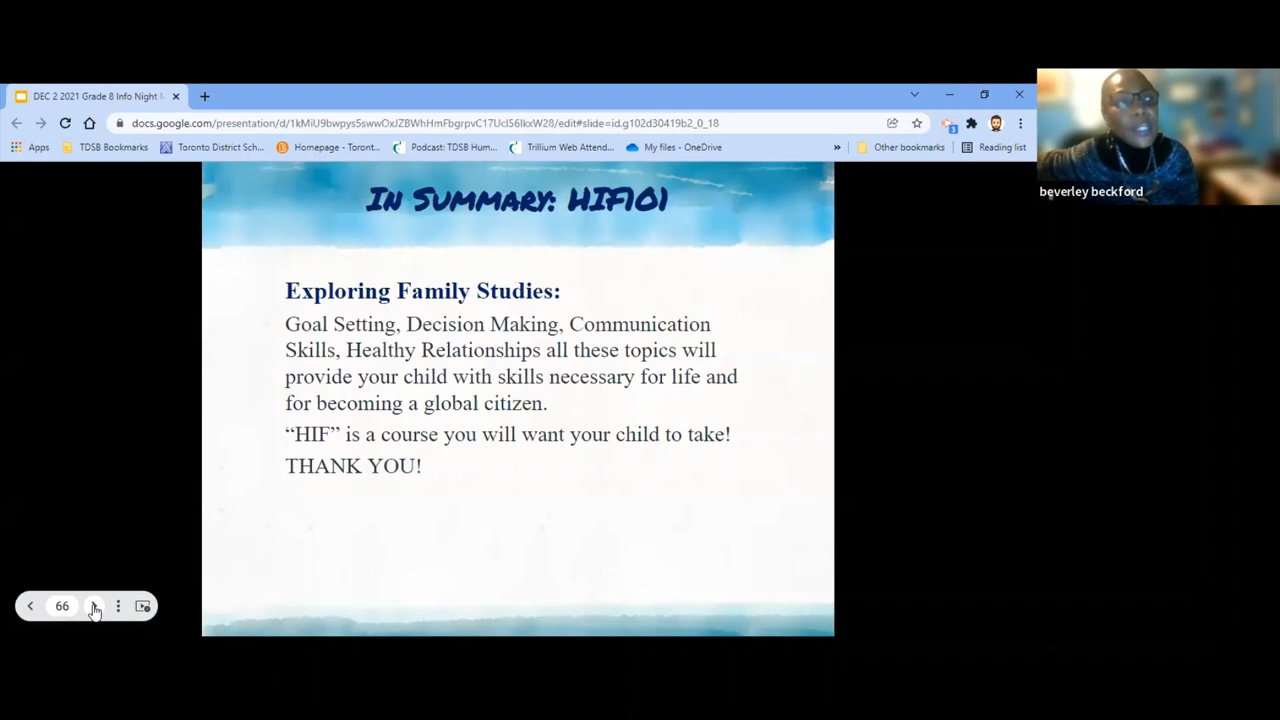 DEC 2 2021 Grade 8 Info Night
docs.google.com/presentation/d/1kMiU9bwpys5swwOxJZBWhHmFbgrpvC17UcI56IkxW28/edit#slide=id.g102d30419b2_0_18
3
Apps TDSB Bookmarks Toronto District Sch... Homepage - Toront... Podcast: TDSB Hum... Trillium Web Attend... My files - OneDrive » Other bookmarks Reading list
beverley beckford
In Summary: HIF1O1
Exploring Family Studies:
Goal Setting, Decision Making, Communication
Skills, Healthy Relationships all these topics will
provide your child with skills necessary for life and
for becoming a global citizen.
“HIF” is a course you will want your child to take!
THANK YOU!
66